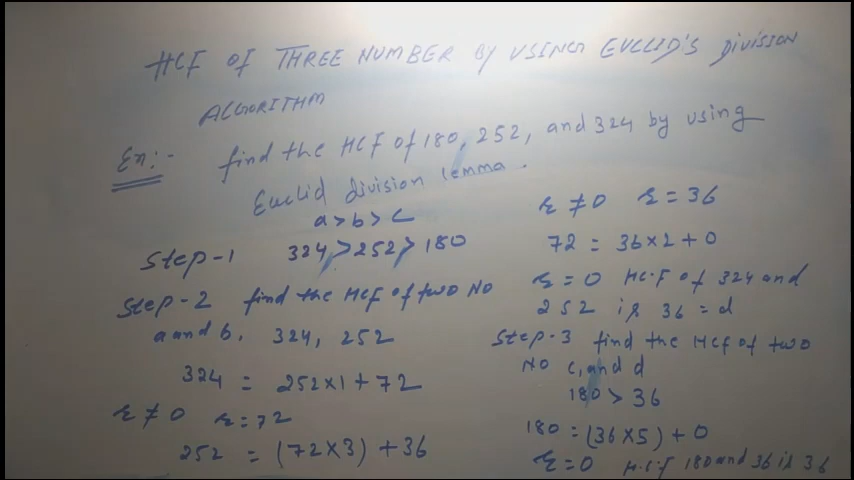 HCF OF THREE NUMBER By USING EUCLID'S DIVISION
ALGORITHM
Ex:- find the HCF of 180, 252, and 324 by using
Euclid division lemma.
a > b > c
Step-1 324 > 252 > 180
Step-2 find the HCF of two NO
a and b. 324, 252
324 = 252 × 1 + 72
r ≠ 0 r = 72
252 = (72 × 3) + 36
r ≠ 0 r = 36
72 = 36 × 2 + 0
r = 0 H.C.F of 324 and
252 is 36 = d
Step-3 find the HCF of two
NO c, and d
180 > 36
180 = (36 × 5) + 0
r = 0 H.C.F 180 and 36 is 36